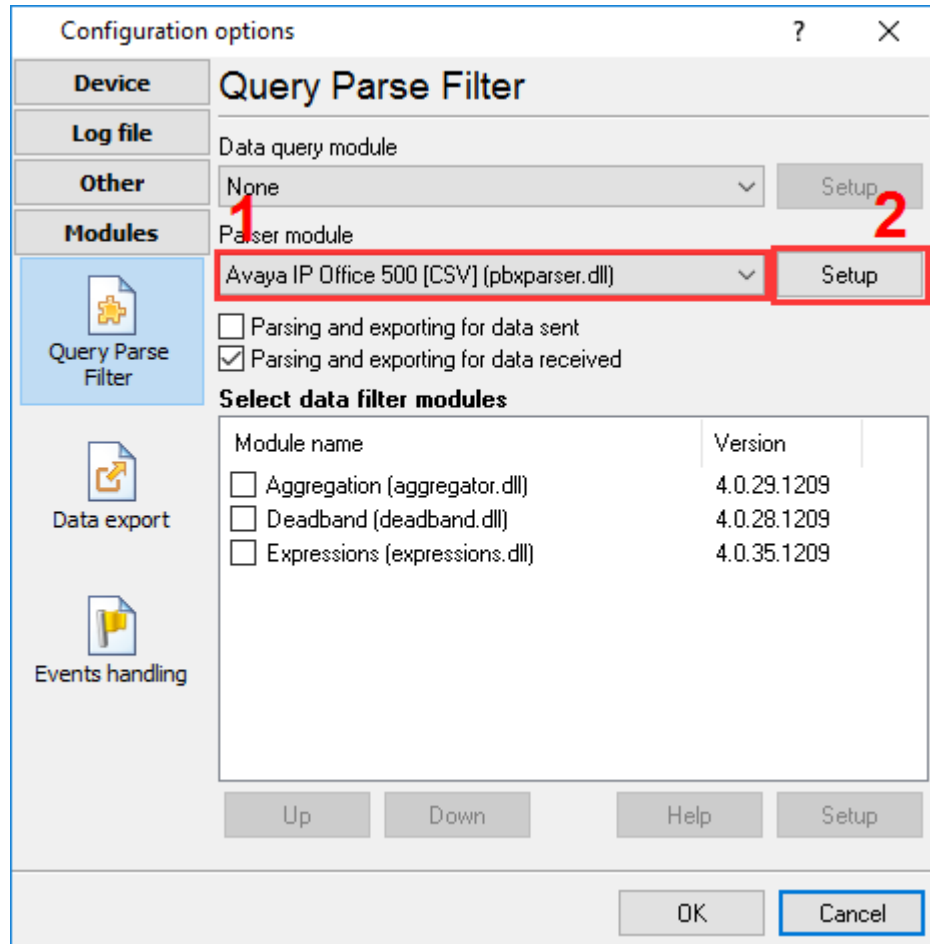 Configuration options
?
Device
Log file
Other
Modules
Query Parse
Filter
Data export
Events handling
Query Parse Filter
Data query module
None
Setup
1
2
Parser module
Avaya IP Office 500 [CSV] (pbxparser.dll)
Setup
Parsing and exporting for data sent
Parsing and exporting for data received
Select data filter modules
Module name Version
Aggregation (aggregator.dll) 4.0.29.1209
Deadband (deadband.dll) 4.0.28.1209
Expressions (expressions.dll) 4.0.35.1209
Up Down Help Setup
OK Cancel